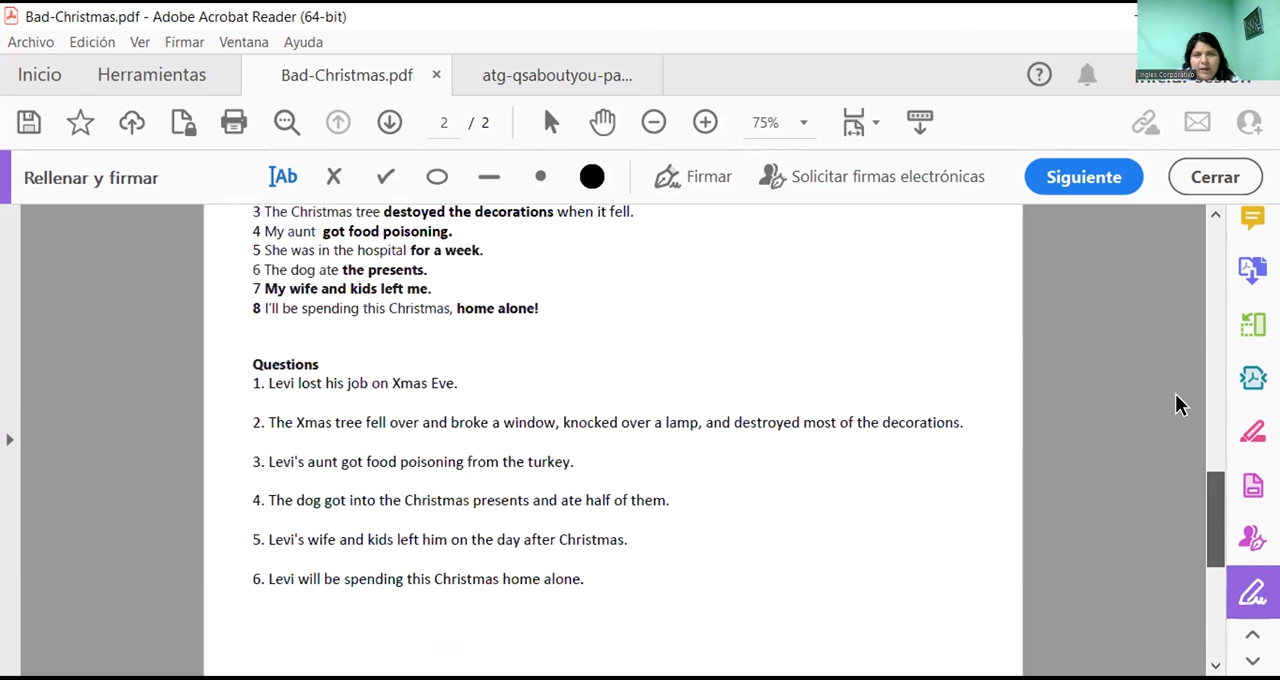 Bad-Christmas.pdf - Adobe Acrobat Reader (64-bit)
Archivo Edición Ver Firmar Ventana Ayuda
Inicio Herramientas Bad-Christmas.pdf × atg-qsaboutyou-pa...
2 / 2 75%
Rellenar y firmar Ab Firmar Solicitar firmas electrónicas Siguiente Cerrar
Ingles Corporativo
3 The Christmas tree destoyed the decorations when it fell.
4 My aunt got food poisoning.
5 She was in the hospital for a week.
6 The dog ate the presents.
7 My wife and kids left me.
8 I'll be spending this Christmas, home alone!
Questions
1. Levi lost his job on Xmas Eve.
2. The Xmas tree fell over and broke a window, knocked over a lamp, and destroyed most of the decorations.
3. Levi's aunt got food poisoning from the turkey.
4. The dog got into the Christmas presents and ate half of them.
5. Levi's wife and kids left him on the day after Christmas.
6. Levi will be spending this Christmas home alone.